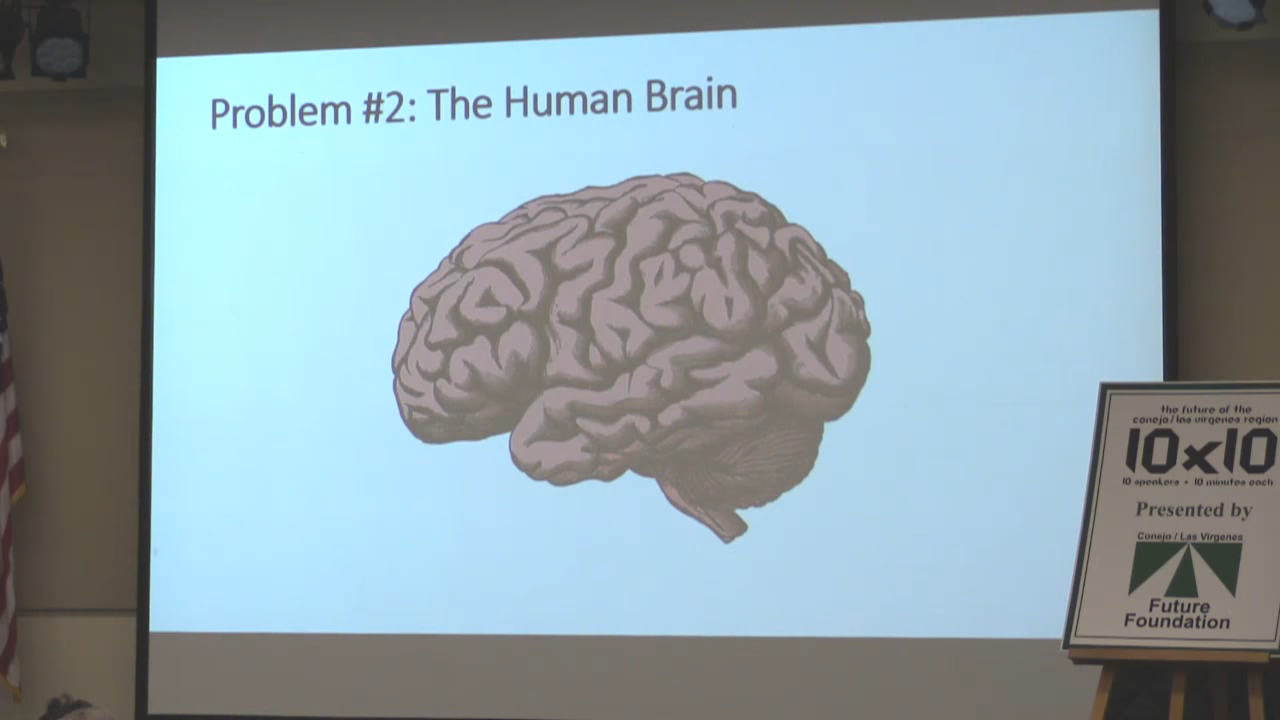 Problem #2: The Human Brain
the future of the
conejo/las virgenes region
10x10
10 speakers • 10 minutes each
Presented by
Conejo / Las Virgenes
Future
Foundation